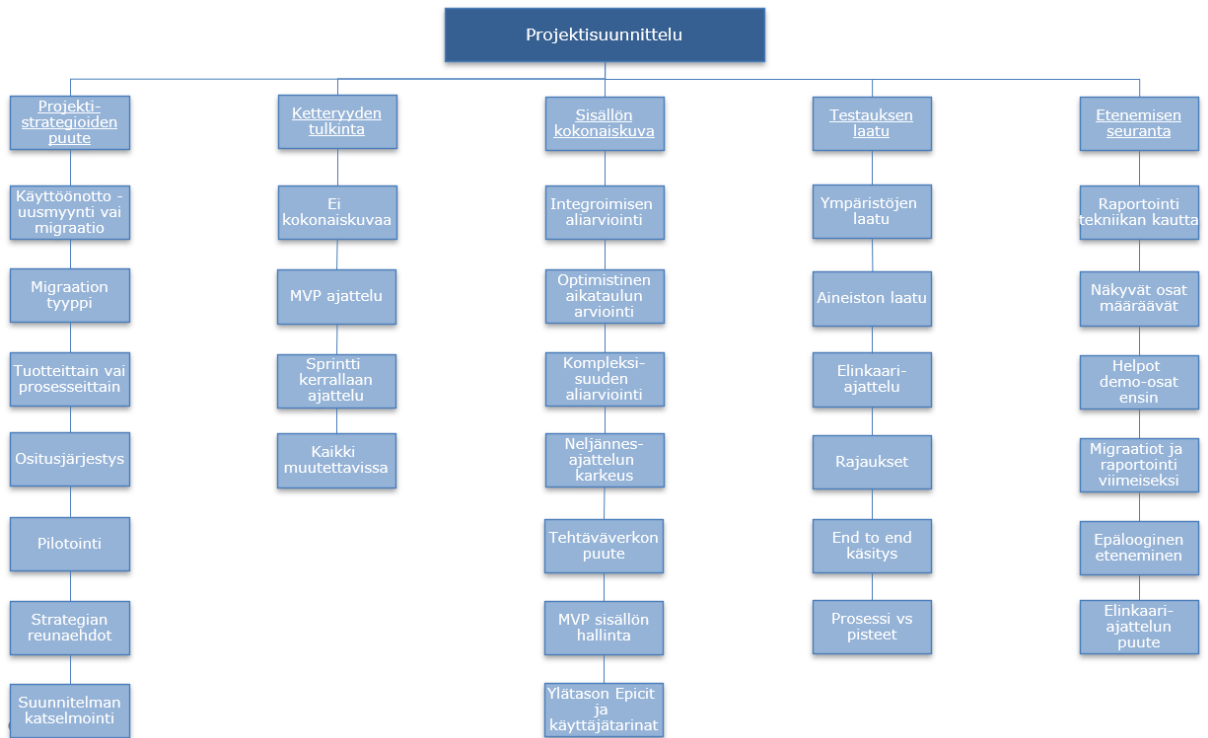 Projektisuunnittelu
Projekti-
strategioiden
puute
Käyttöönotto -
uusmyynti vai
migraatio
Migraation
tyyppi
Tuotteittain vai
prosesseittain
Ositusjärjestys
Pilotointi
Strategian
reunaehdot
Suunnitelman
katselmointi
Ketteryyden
tulkinta
Ei
kokonaiskuvaa
MVP ajattelu
Sprintti
kerrallaan
ajattelu
Kaikki
muutettavissa
Sisällön
kokonaiskuva
Integroimisen
aliarviointi
Optimistinen
aikataulun
arviointi
Kompleksi-
suuden
aliarviointi
Neljännes-
ajattelun
karkeus
Tehtäväverkon
puute
MVP sisällön
hallinta
Ylätason Epicit
ja
käyttäjätarinat
Testauksen
laatu
Ympäristöjen
laatu
Aineiston laatu
Elinkaari-
ajattelu
Rajaukset
End to end
käsitys
Prosessi vs
pisteet
Etenemisen
seuranta
Raportointi
tekniikan kautta
Näkyvät osat
määräävät
Helpot
demo-osat
ensin
Migraatiot ja
raportointi
viimeiseksi
Epälooginen
eteneminen
Elinkaari-
ajattelun
puute